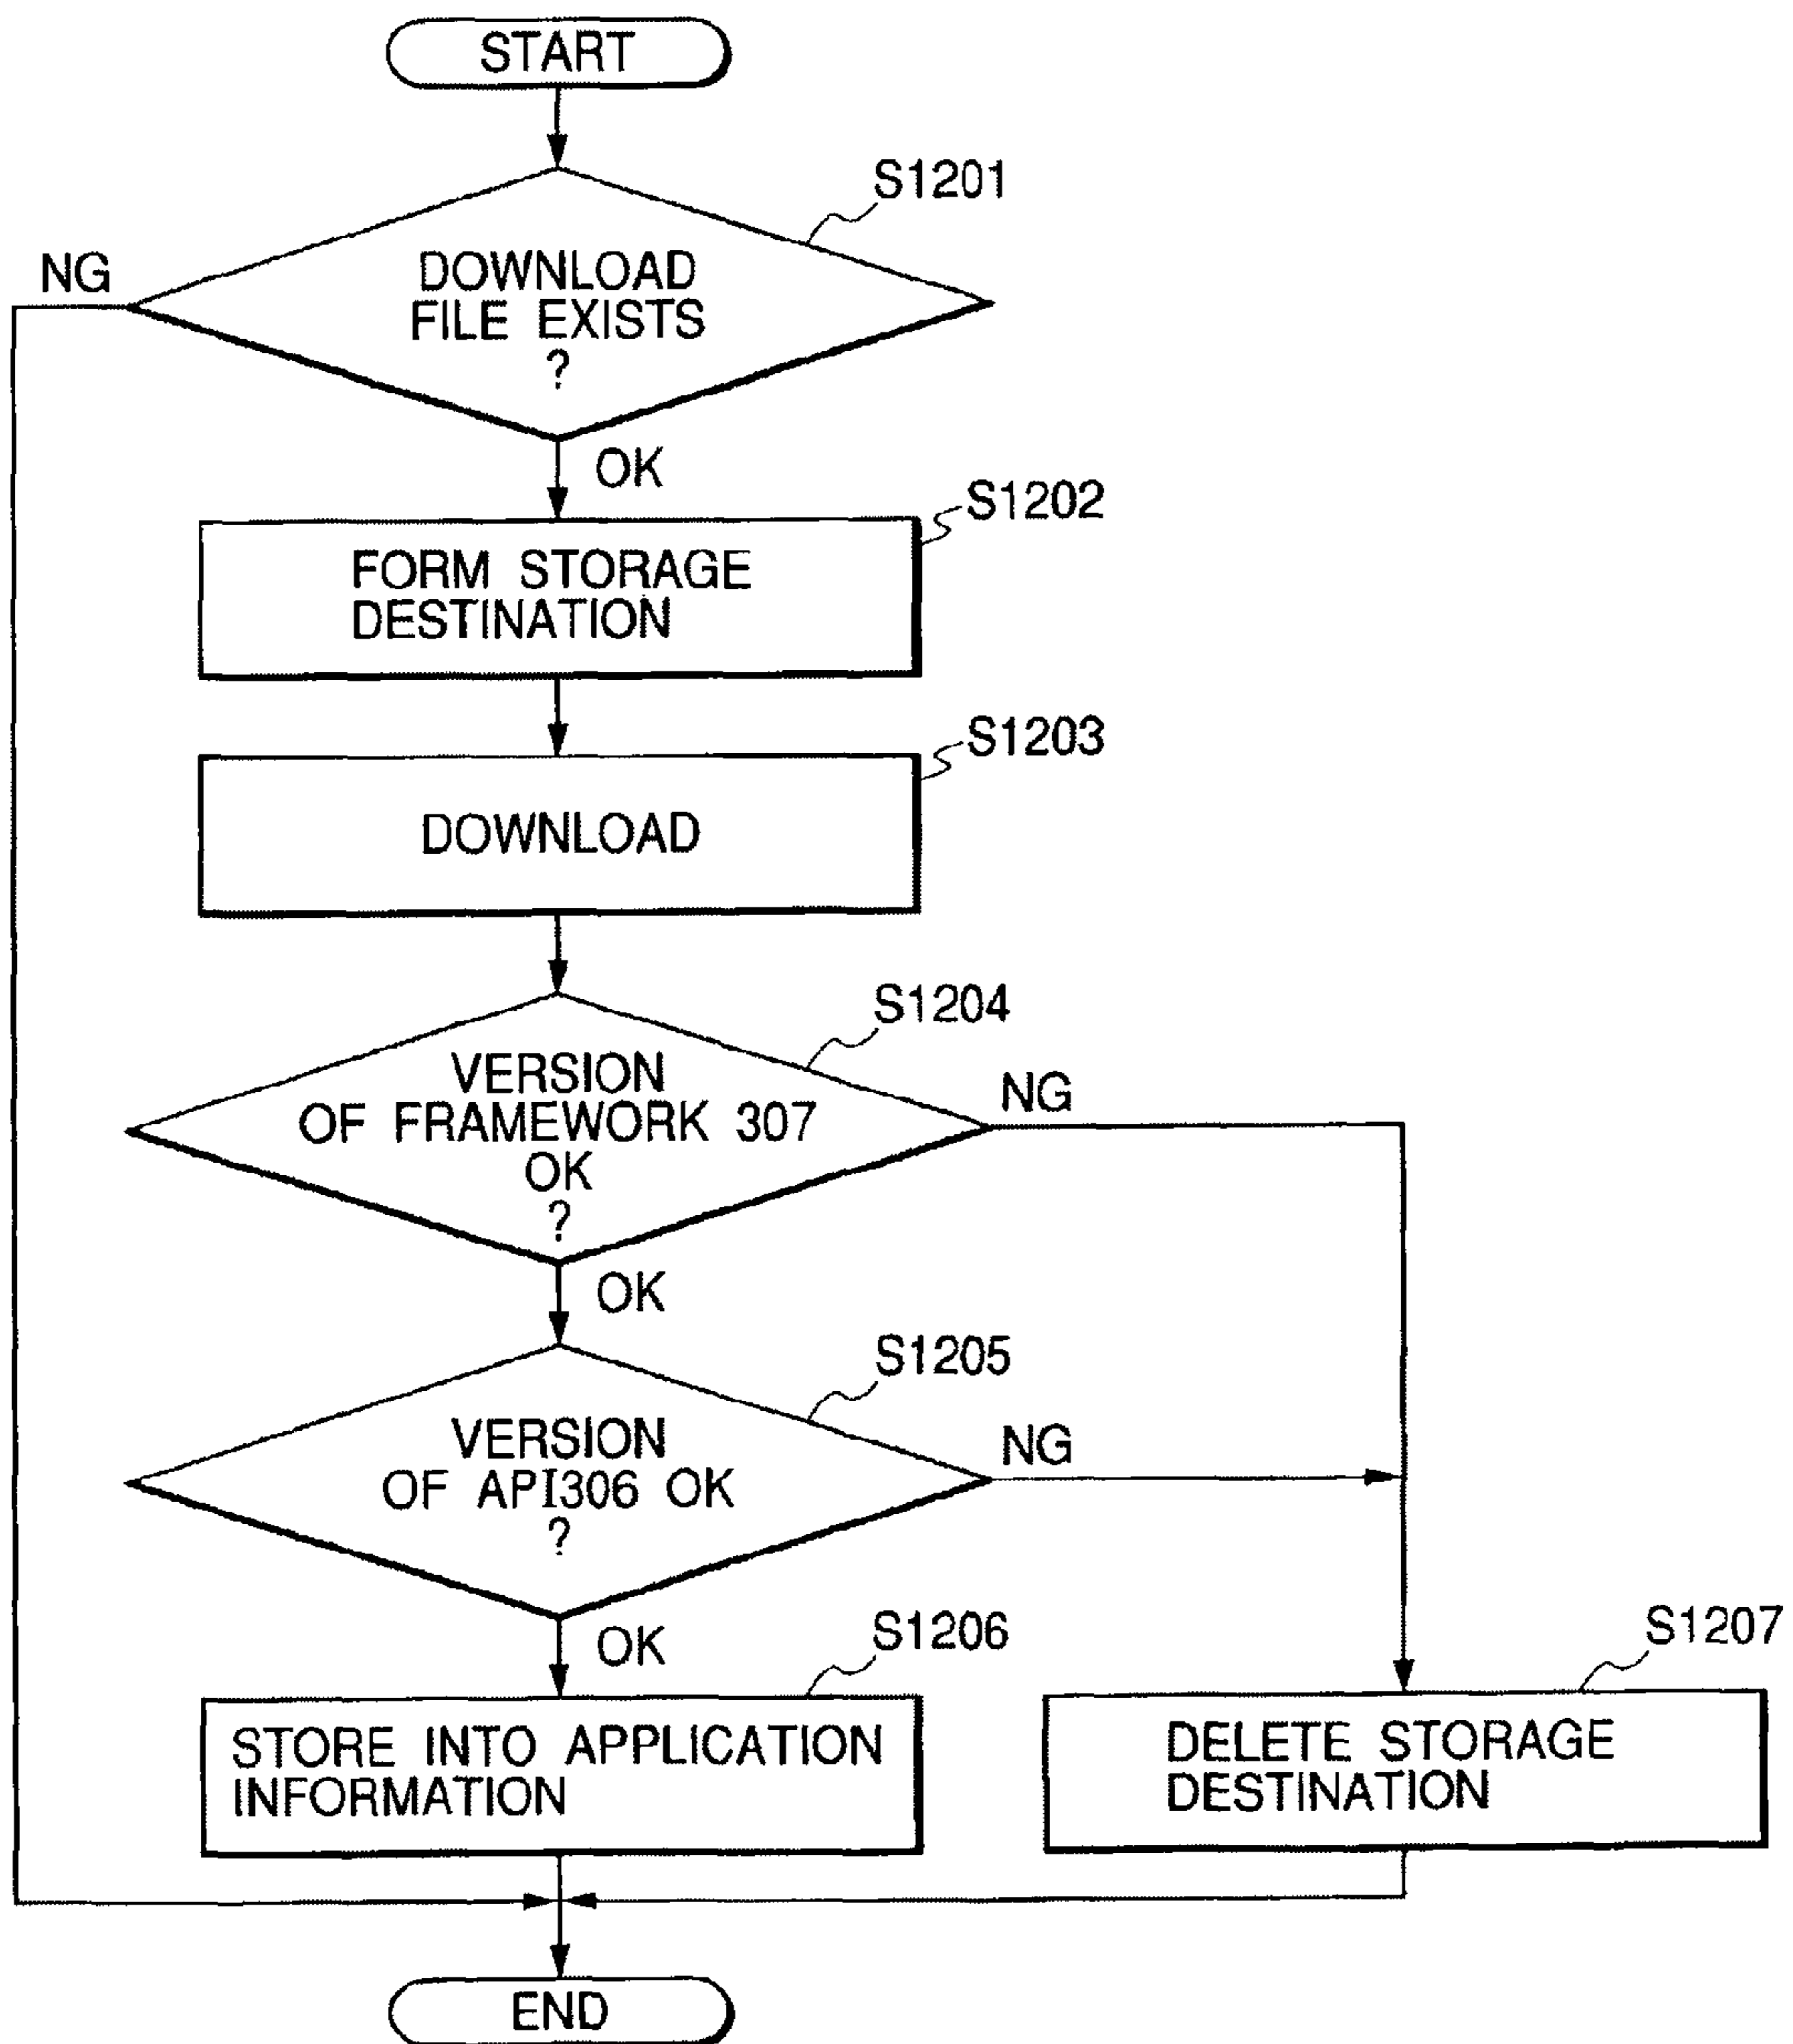 START
S1201
NG
DOWNLOAD
FILE EXISTS
?
OK
S1202
FORM STORAGE
DESTINATION
S1203
DOWNLOAD
S1204
VERSION
OF FRAMEWORK 307
OK
?
NG
OK
S1205
VERSION
OF API306 OK
?
NG
OK
S1206
STORE INTO APPLICATION
INFORMATION
S1207
DELETE STORAGE
DESTINATION
END